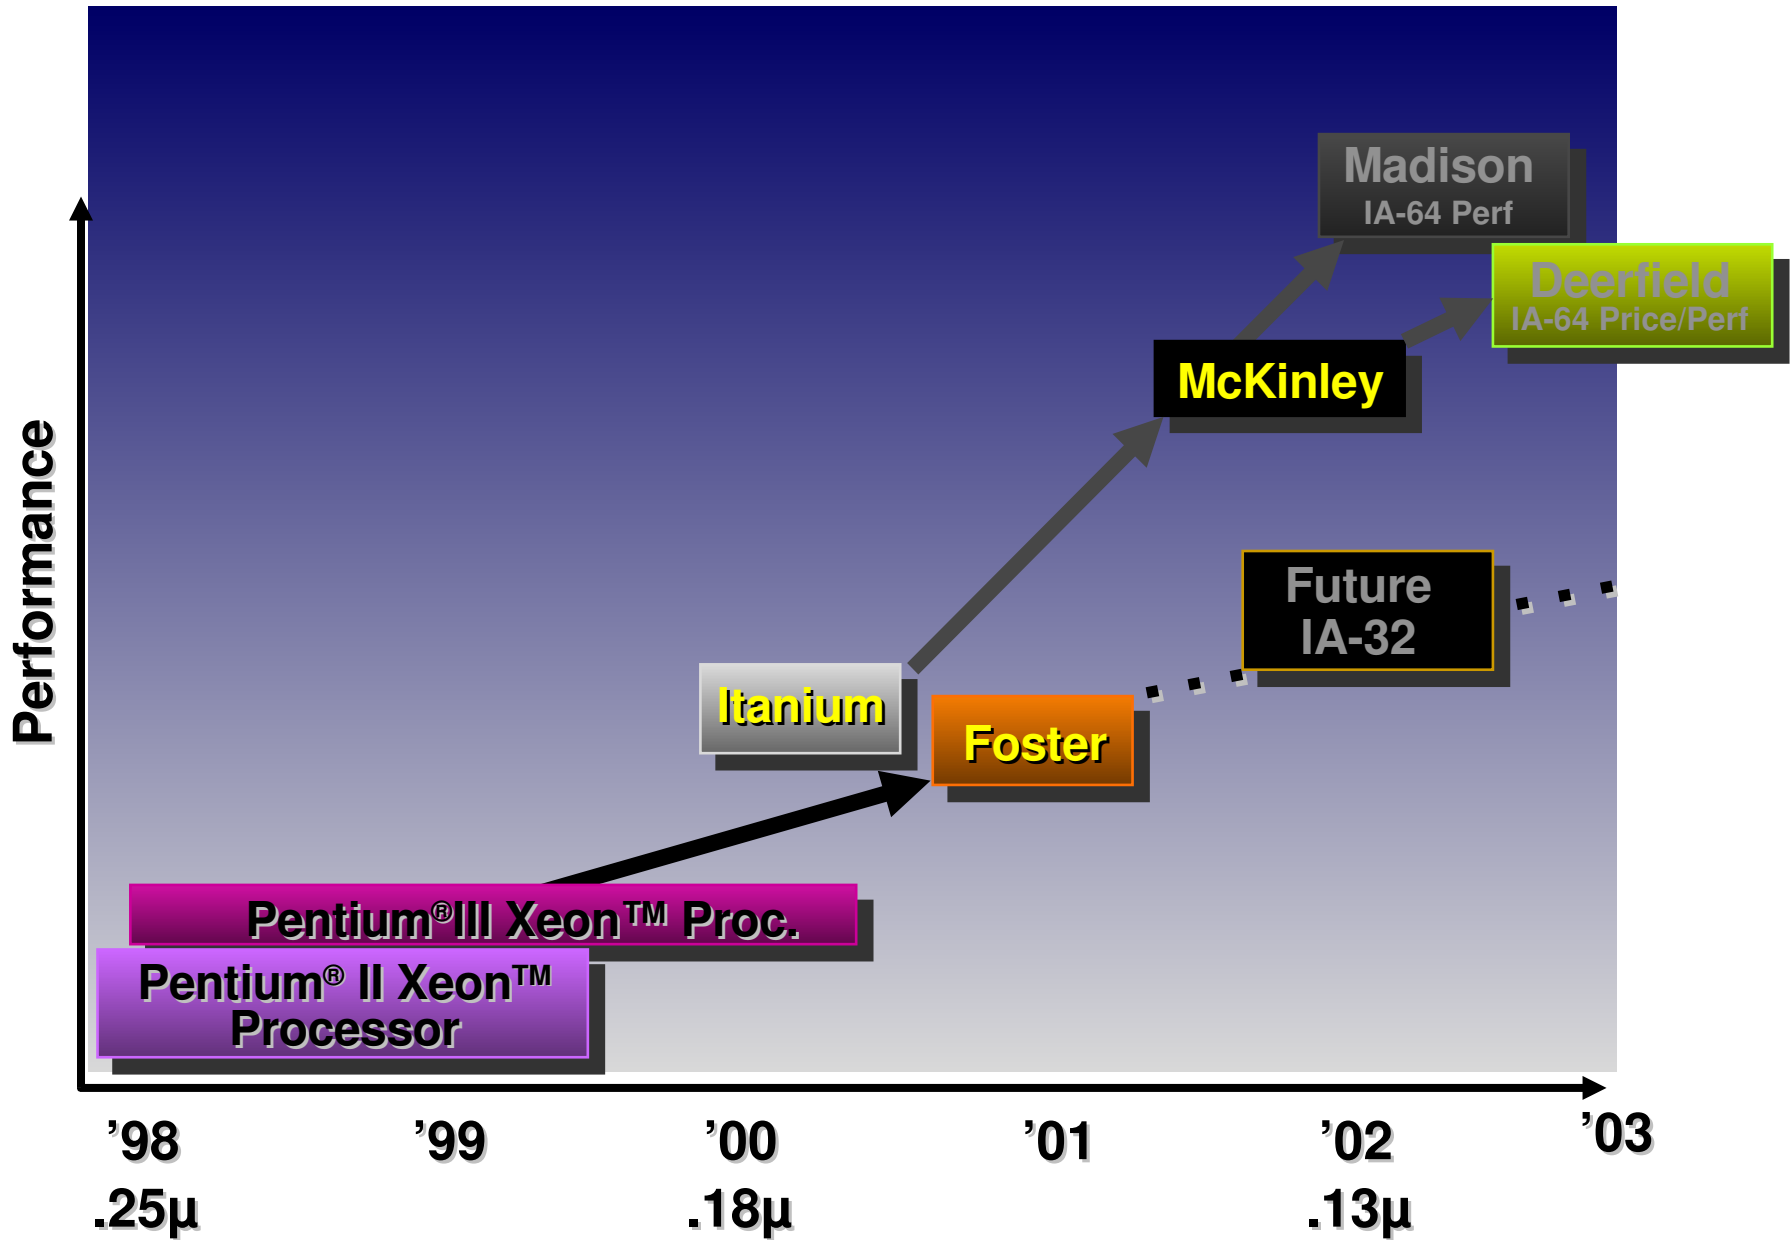 Madison
IA-64 Perf
Deerfield
IA-64 Price/Perf
McKinley
Performance
Future
IA-32
Itanium
Foster
Pentium®III Xeon™ Proc.
Pentium® II Xeon™
Processor
’98 ’99 ’00 ’01 ’02 ’03
.25µ .18µ .13µ